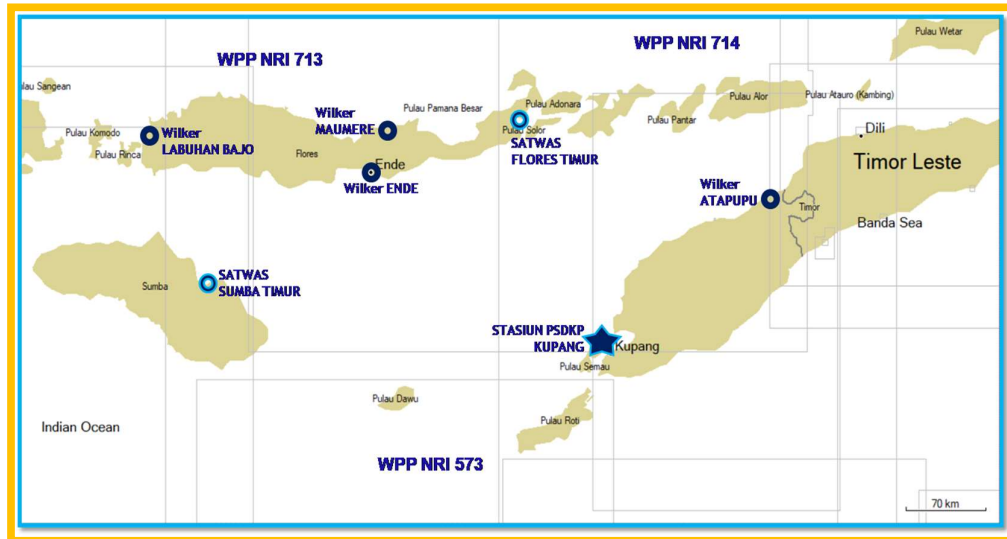 Pulau Wetar
WPP NRI 714
WPP NRI 713
Pulau Sangean
Pulau Komodo
Pulau Rinca
Wilker
LABUHAN BAJO
Flores
Wilker
MAUMERE
Pulau Pamana Besar
Ende
Wilker ENDE
Pulau Adonara
Pulau Solor
SATWAS
FLORES TIMUR
Pulau Pantar
Pulau Alor
Pulau Atauro (Kambing)
Dili
Timor Leste
Wilker
ATAPUPU
Timor
Banda Sea
Sumba
SATWAS
SUMBA TIMUR
STASIUN PSDKP
KUPANG
Kupang
Pulau Semau
Pulau Dawu
Pulau Roti
Indian Ocean
WPP NRI 573
70 km